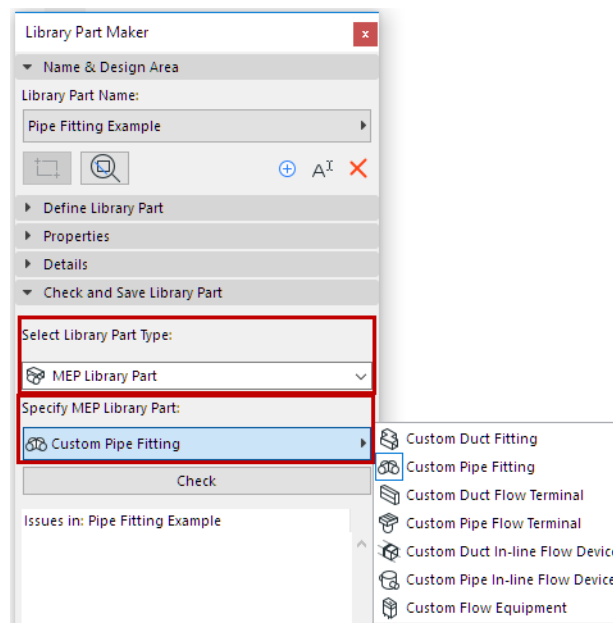 Library Part Maker
x
Name & Design Area
Library Part Name:
Pipe Fitting Example
A
Define Library Part
Properties
Details
Check and Save Library Part
Select Library Part Type:
MEP Library Part
Specify MEP Library Part:
Custom Pipe Fitting
Check
Issues in: Pipe Fitting Example
Custom Duct Fitting
Custom Pipe Fitting
Custom Duct Flow Terminal
Custom Pipe Flow Terminal
Custom Duct In-line Flow Device
Custom Pipe In-line Flow Device
Custom Flow Equipment